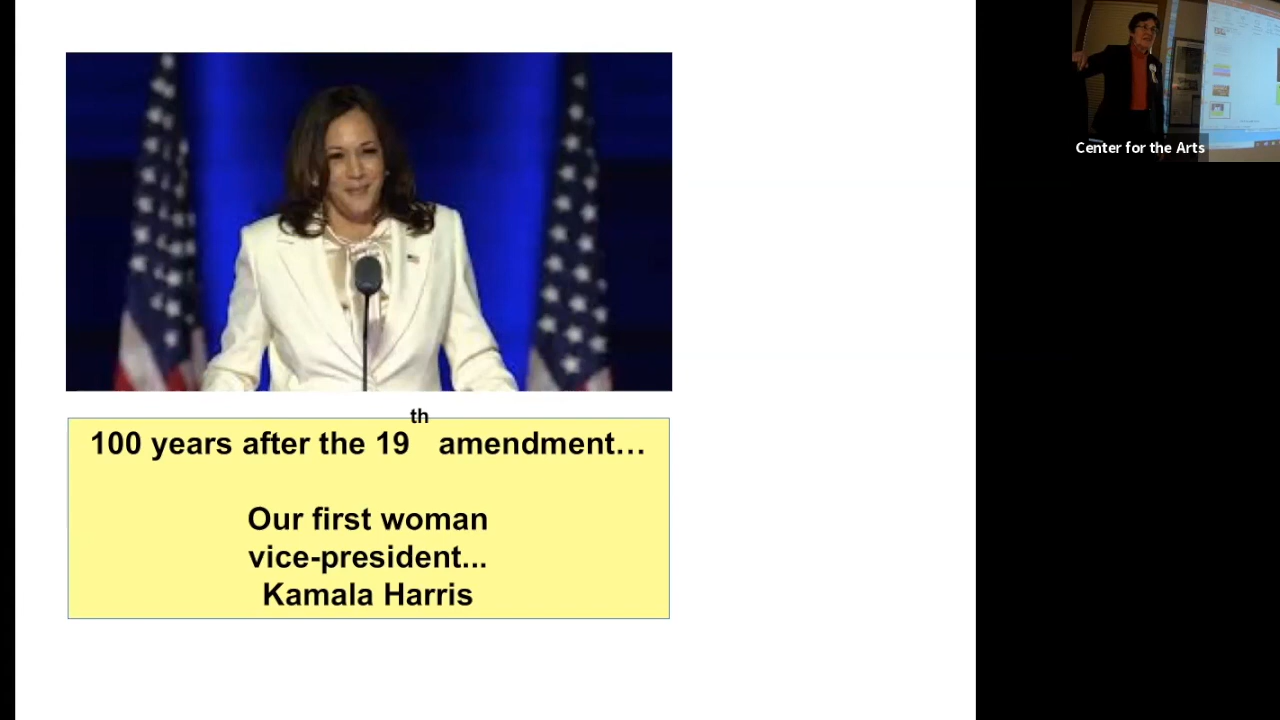 100 years after the 19th amendment…
Our first woman
vice-president...
Kamala Harris
Center for the Arts